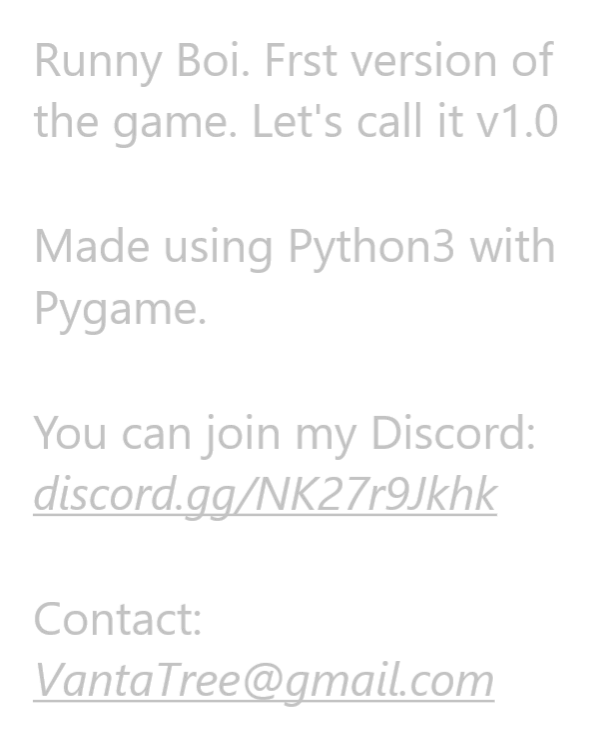 Runny Boi. Frst version of
the game. Let's call it v1.0
Made using Python3 with
Pygame.
You can join my Discord:
discord.gg/NK27r9Jkhk
Contact:
VantaTree@gmail.com